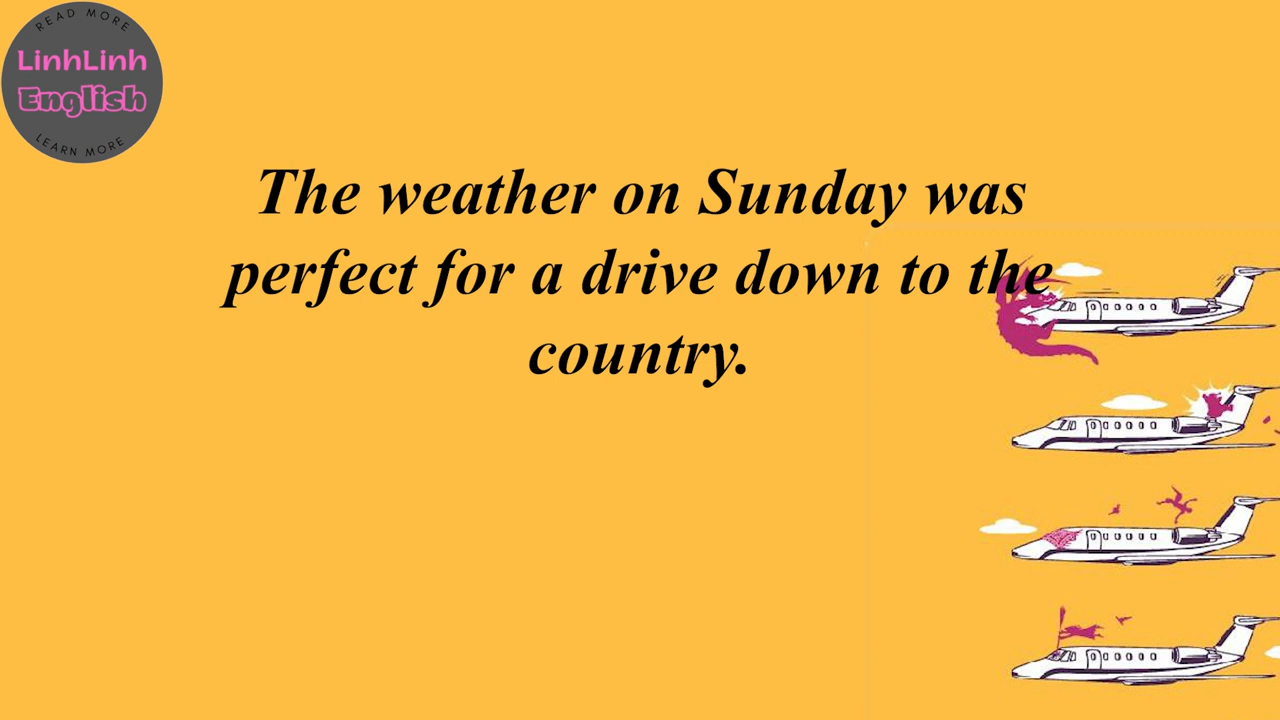 READ MORE
LinhLinh
English
LEARN MORE
The weather on Sunday was
perfect for a drive down to the
country.